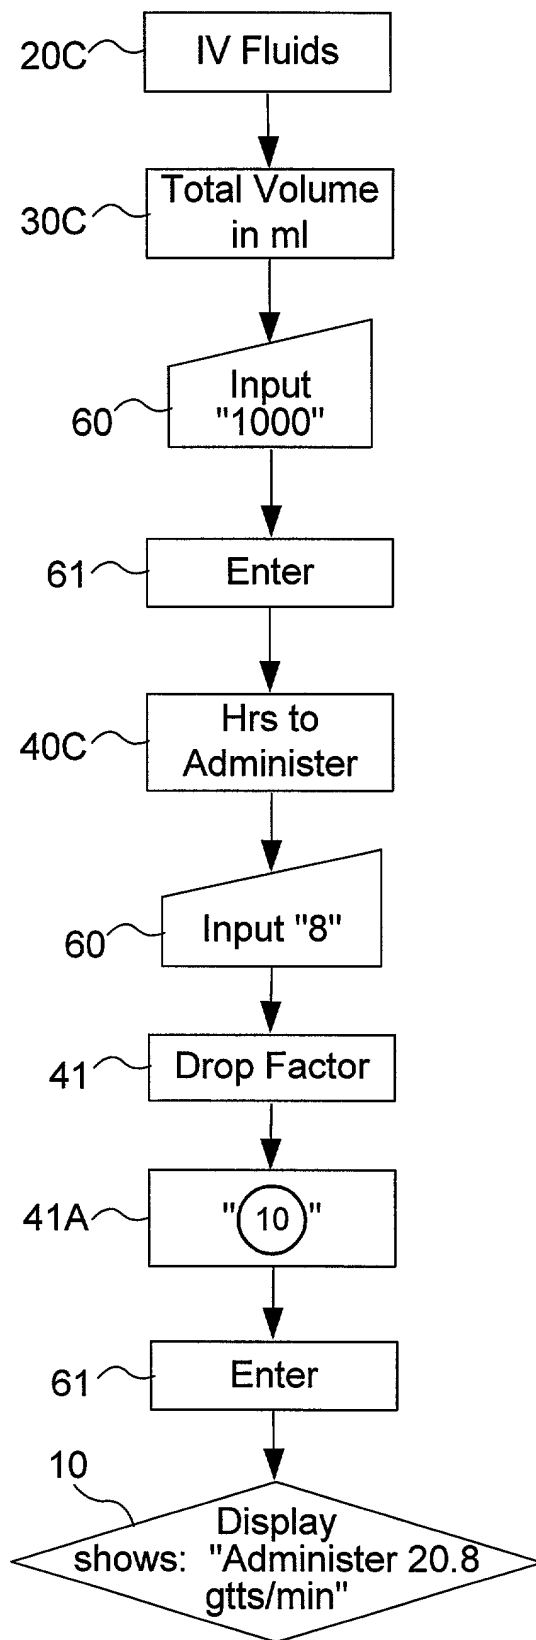 20C
IV Fluids
30C
Total Volume
in ml
60
Input
"1000"
61
Enter
40C
Hrs to
Administer
60
Input "8"
41
Drop Factor
41A
"10"
61
Enter
10
Display
shows: "Administer 20.8
gtts/min"